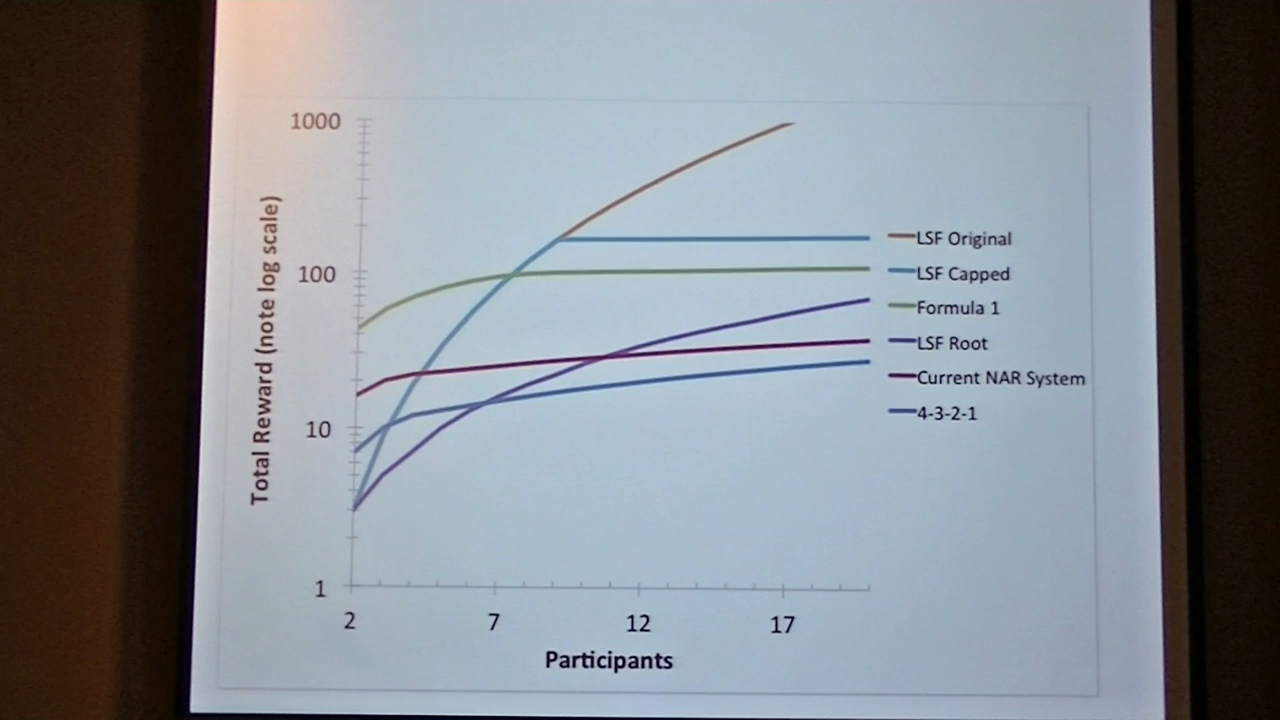 Total Reward (note log scale)
1000
100
10
1
2 7 12 17
Participants
LSF Original
LSF Capped
Formula 1
LSF Root
Current NAR System
4-3-2-1